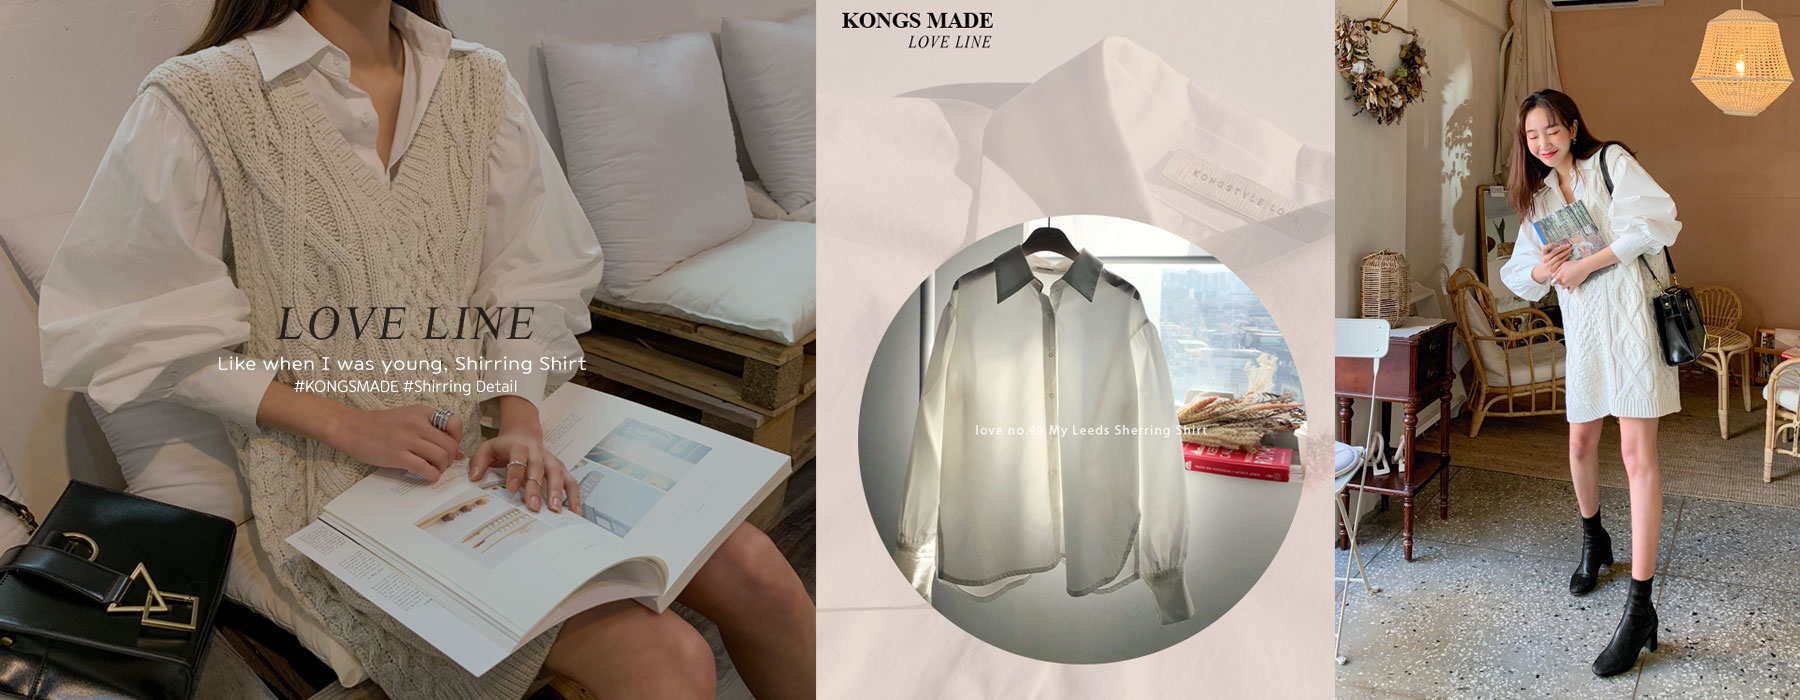 LOVE LINE
Like when I was young, Shirring Shirt
#KONGSMADE #Shirring Detail
KONGS MADE
LOVE LINE
KONGSTYLE LOVE
love no.49 My Leeds Sherring Shirt